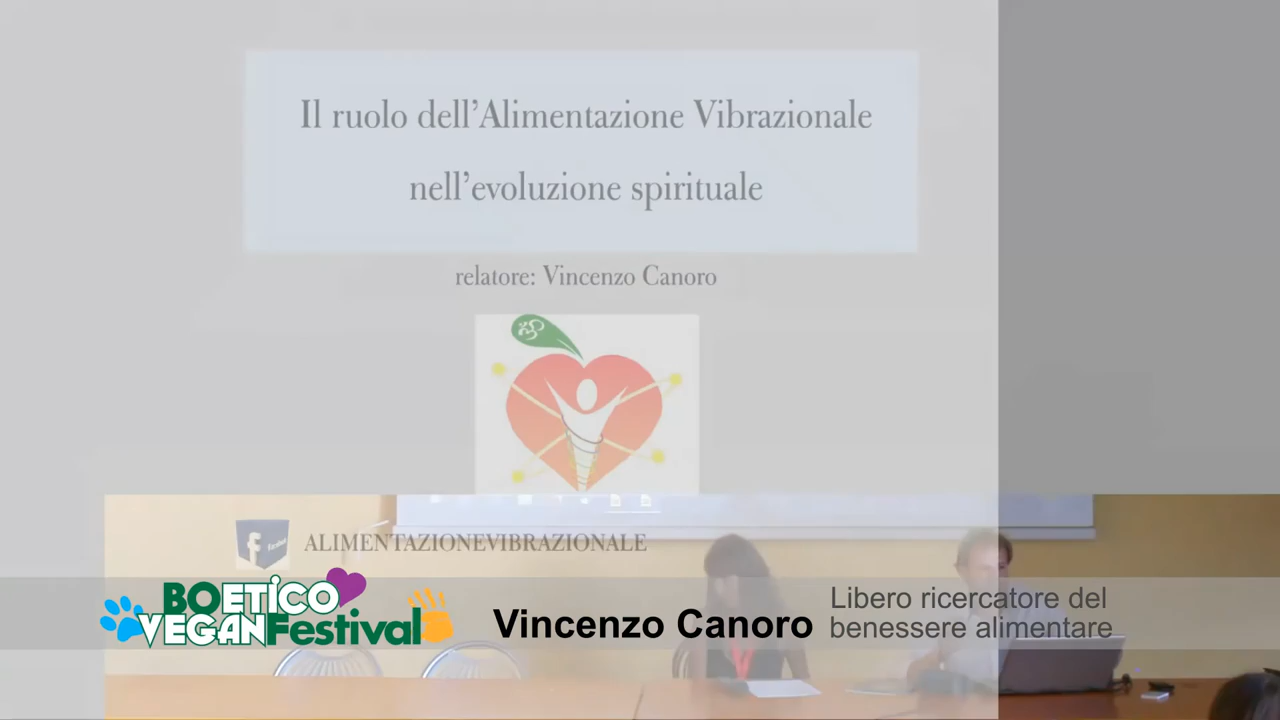 Il ruolo dell'Alimentazione Vibrazionale
nell'evoluzione spirituale
relatore: Vincenzo Canoro
ॐ
ALIMENTAZIONEVIBRAZIONALE
BOETICO
VEGANFestival
Vincenzo Canoro
Libero ricercatore del
benessere alimentare